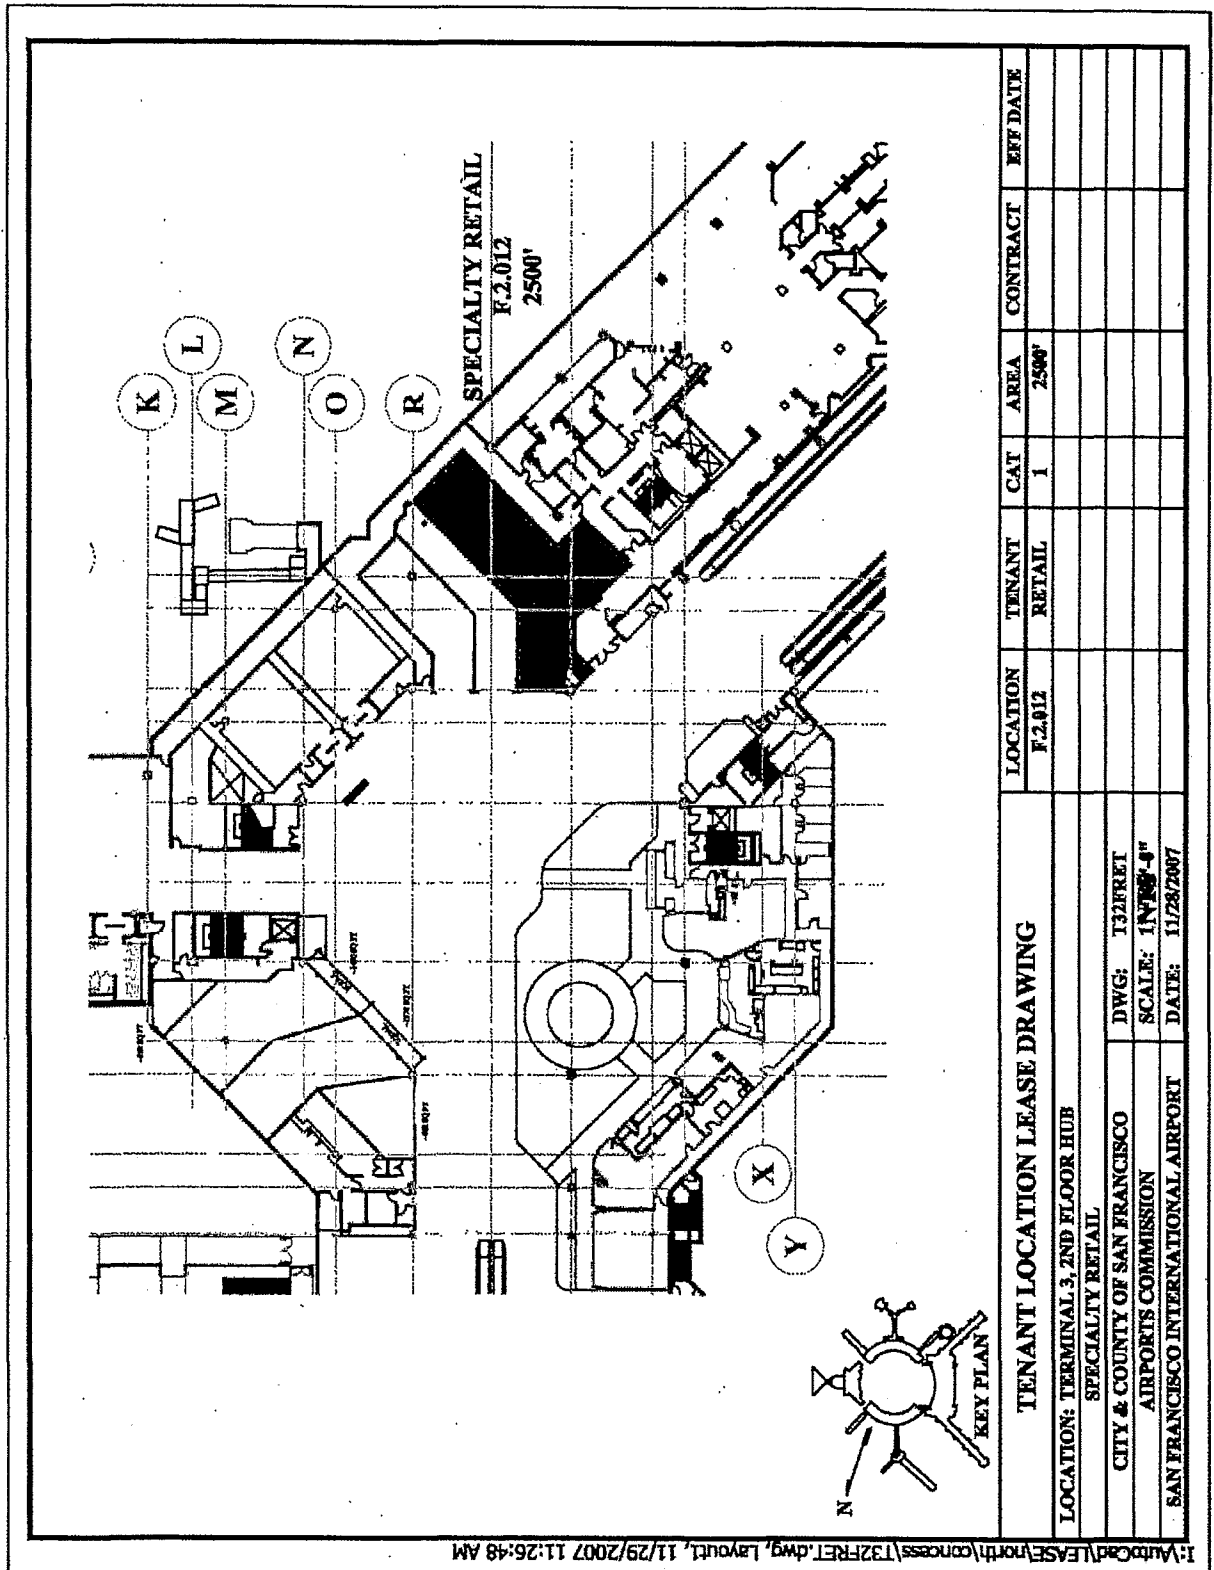 K
L
M
N
O
R
SPECIALTY RETAIL
F.2.012
2500'
X
Y
N
KEY PLAN
TENANT LOCATION LEASE DRAWING
LOCATION: TERMINAL 3, 2ND FLOOR HUB
SPECIALTY RETAIL
CITY & COUNTY OF SAN FRANCISCO
AIRPORTS COMMISSION
SAN FRANCISCO INTERNATIONAL AIRPORT
DWG: T32FRET
SCALE:
DATE: 11/28/2007
LOCATION TENANT CAT AREA CONTRACT EFF DATE
F.2.012 RETAIL 1 2500'
I:\AutoCad\LEASE\north\concess\T32FRET.dwg, Layout1, 11/29/2007 11:26:48 AM